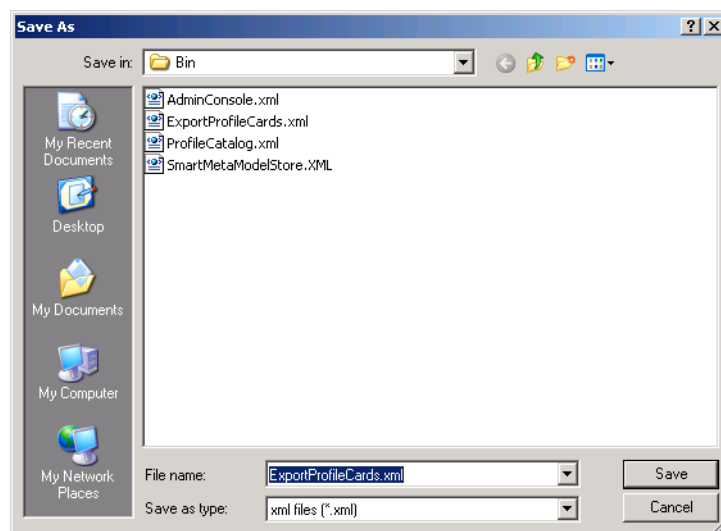 Save As
Save in:
Bin
My Recent
Documents
Desktop
My Documents
My Computer
My Network
Places
AdminConsole.xml
ExportProfileCards.xml
ProfileCatalog.xml
SmartMetaModelStore.XML
File name:
ExportProfileCards.xml
Save
Save as type:
xml files (*.xml)
Cancel